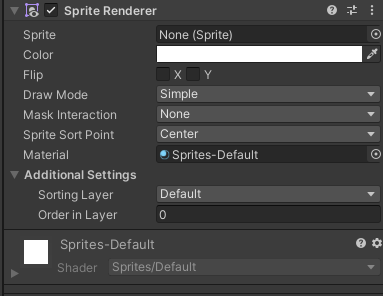 Sprite Renderer
Sprite None (Sprite)
Color
Flip X Y
Draw Mode Simple
Mask Interaction None
Sprite Sort Point Center
Material Sprites-Default
Additional Settings
Sorting Layer Default
Order in Layer 0
Sprites-Default
Shader Sprites/Default